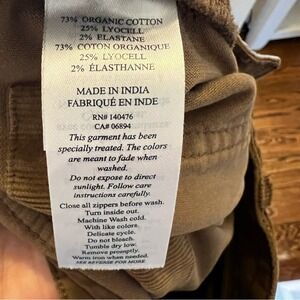 73% ORGANIC COTTON
25% LYOCELL
2% ELASTANE
73% COTON ORGANIQUE
25% LYOCELL
2% ÉLASTHANNE
MADE IN INDIA
FABRIQUÉ EN INDE
RN# 140476
CA# 06894
This garment has been
specially treated. The colors
are meant to fade when
washed.
Do not expose to direct
sunlight. Follow care
instructions carefully.
Close all zippers before wash.
Turn inside out.
Machine Wash cold.
With like colors.
Delicate cycle.
Do not bleach.
Tumble dry low.
Remove promptly.
Warm iron when needed.
SEE REVERSE FOR MORE